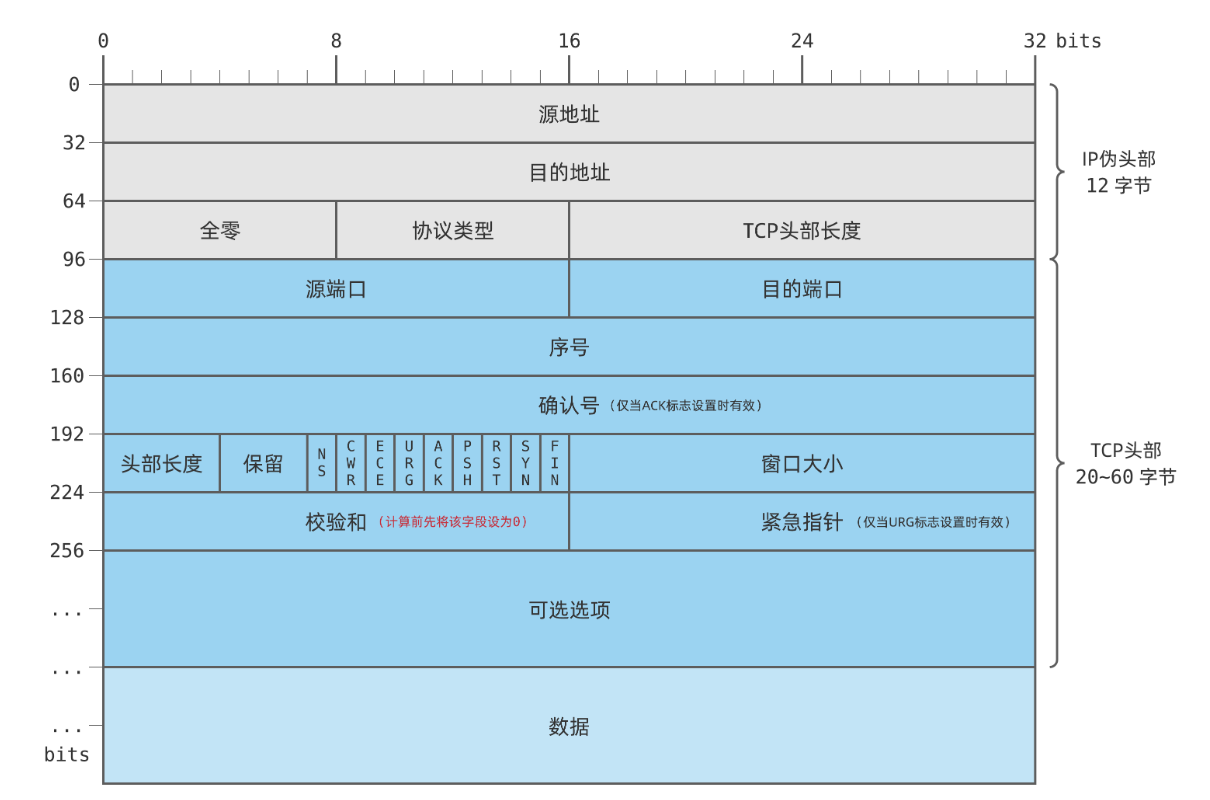 0 8 16 24 32 bits
0
源地址
32
目的地址
IP伪头部
12 字节
64
全零 协议类型 TCP头部长度
96
源端口 目的端口
128
序号
160
确认号 (仅当ACK标志设置时有效)
192
头部长度 保留 NS CWR ECE URG ACK PSH RST SYN FIN 窗口大小
TCP头部
20~60 字节
224
校验和 (计算前先将该字段设为0) 紧急指针 (仅当URG标志设置时有效)
256
可选选项
...
...
数据
...
bits